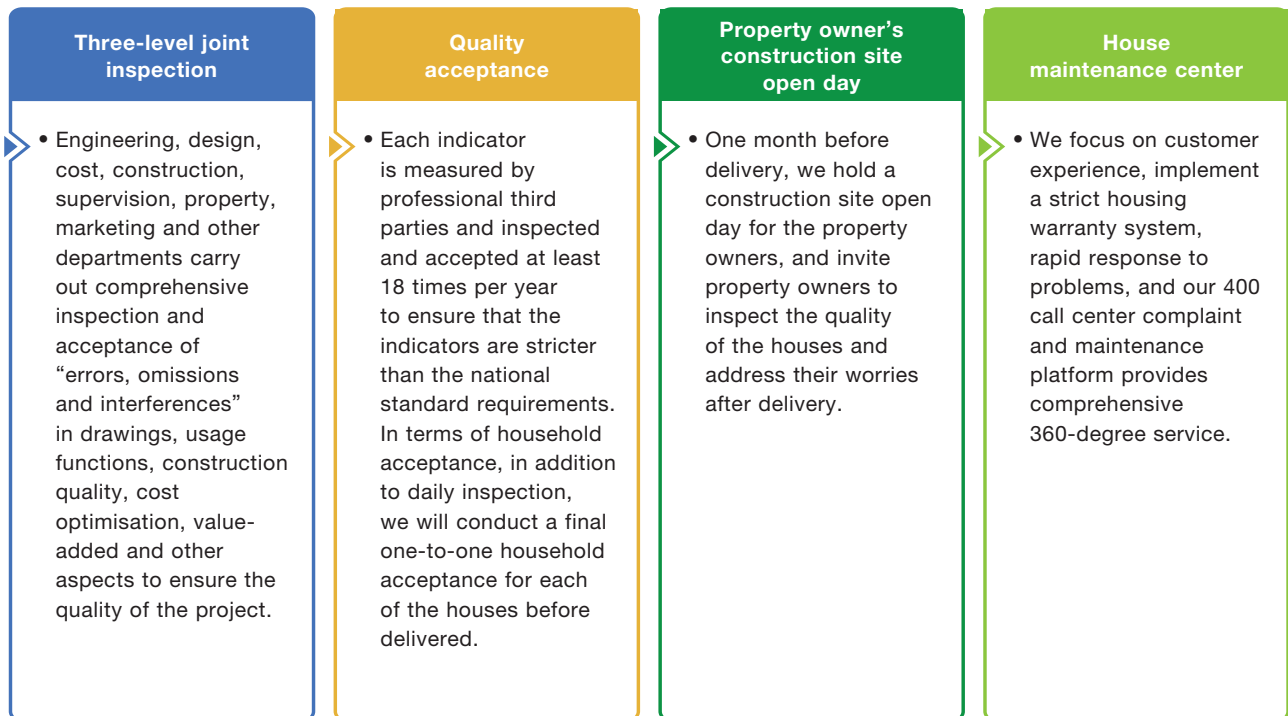 Three-level joint
inspection
• Engineering, design,
cost, construction,
supervision, property,
marketing and other
departments carry
out comprehensive
inspection and
acceptance of
“errors, omissions
and interferences”
in drawings, usage
functions, construction
quality, cost
optimisation, value-
added and other
aspects to ensure the
quality of the project.
Quality
acceptance
• Each indicator
is measured by
professional third
parties and inspected
and accepted at least
18 times per year
to ensure that the
indicators are stricter
than the national
standard requirements.
In terms of household
acceptance, in addition
to daily inspection,
we will conduct a final
one-to-one household
acceptance for each
of the houses before
delivered.
Property owner’s
construction site
open day
• One month before
delivery, we hold a
construction site open
day for the property
owners, and invite
property owners to
inspect the quality
of the houses and
address their worries
after delivery.
House
maintenance center
• We focus on customer
experience, implement
a strict housing
warranty system,
rapid response to
problems, and our 400
call center complaint
and maintenance
platform provides
comprehensive
360-degree service.